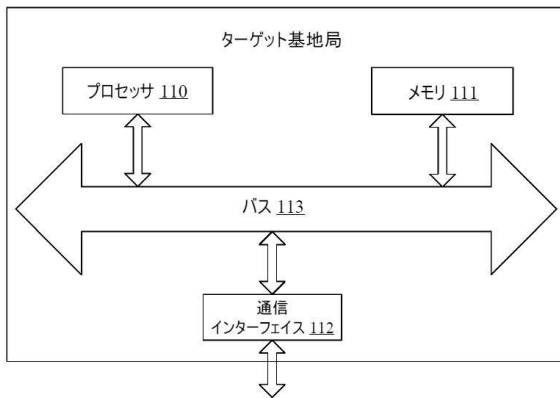 ターゲット基地局
プロセッサ 110
メモリ 111
バス 113
通信
インターフェイス 112